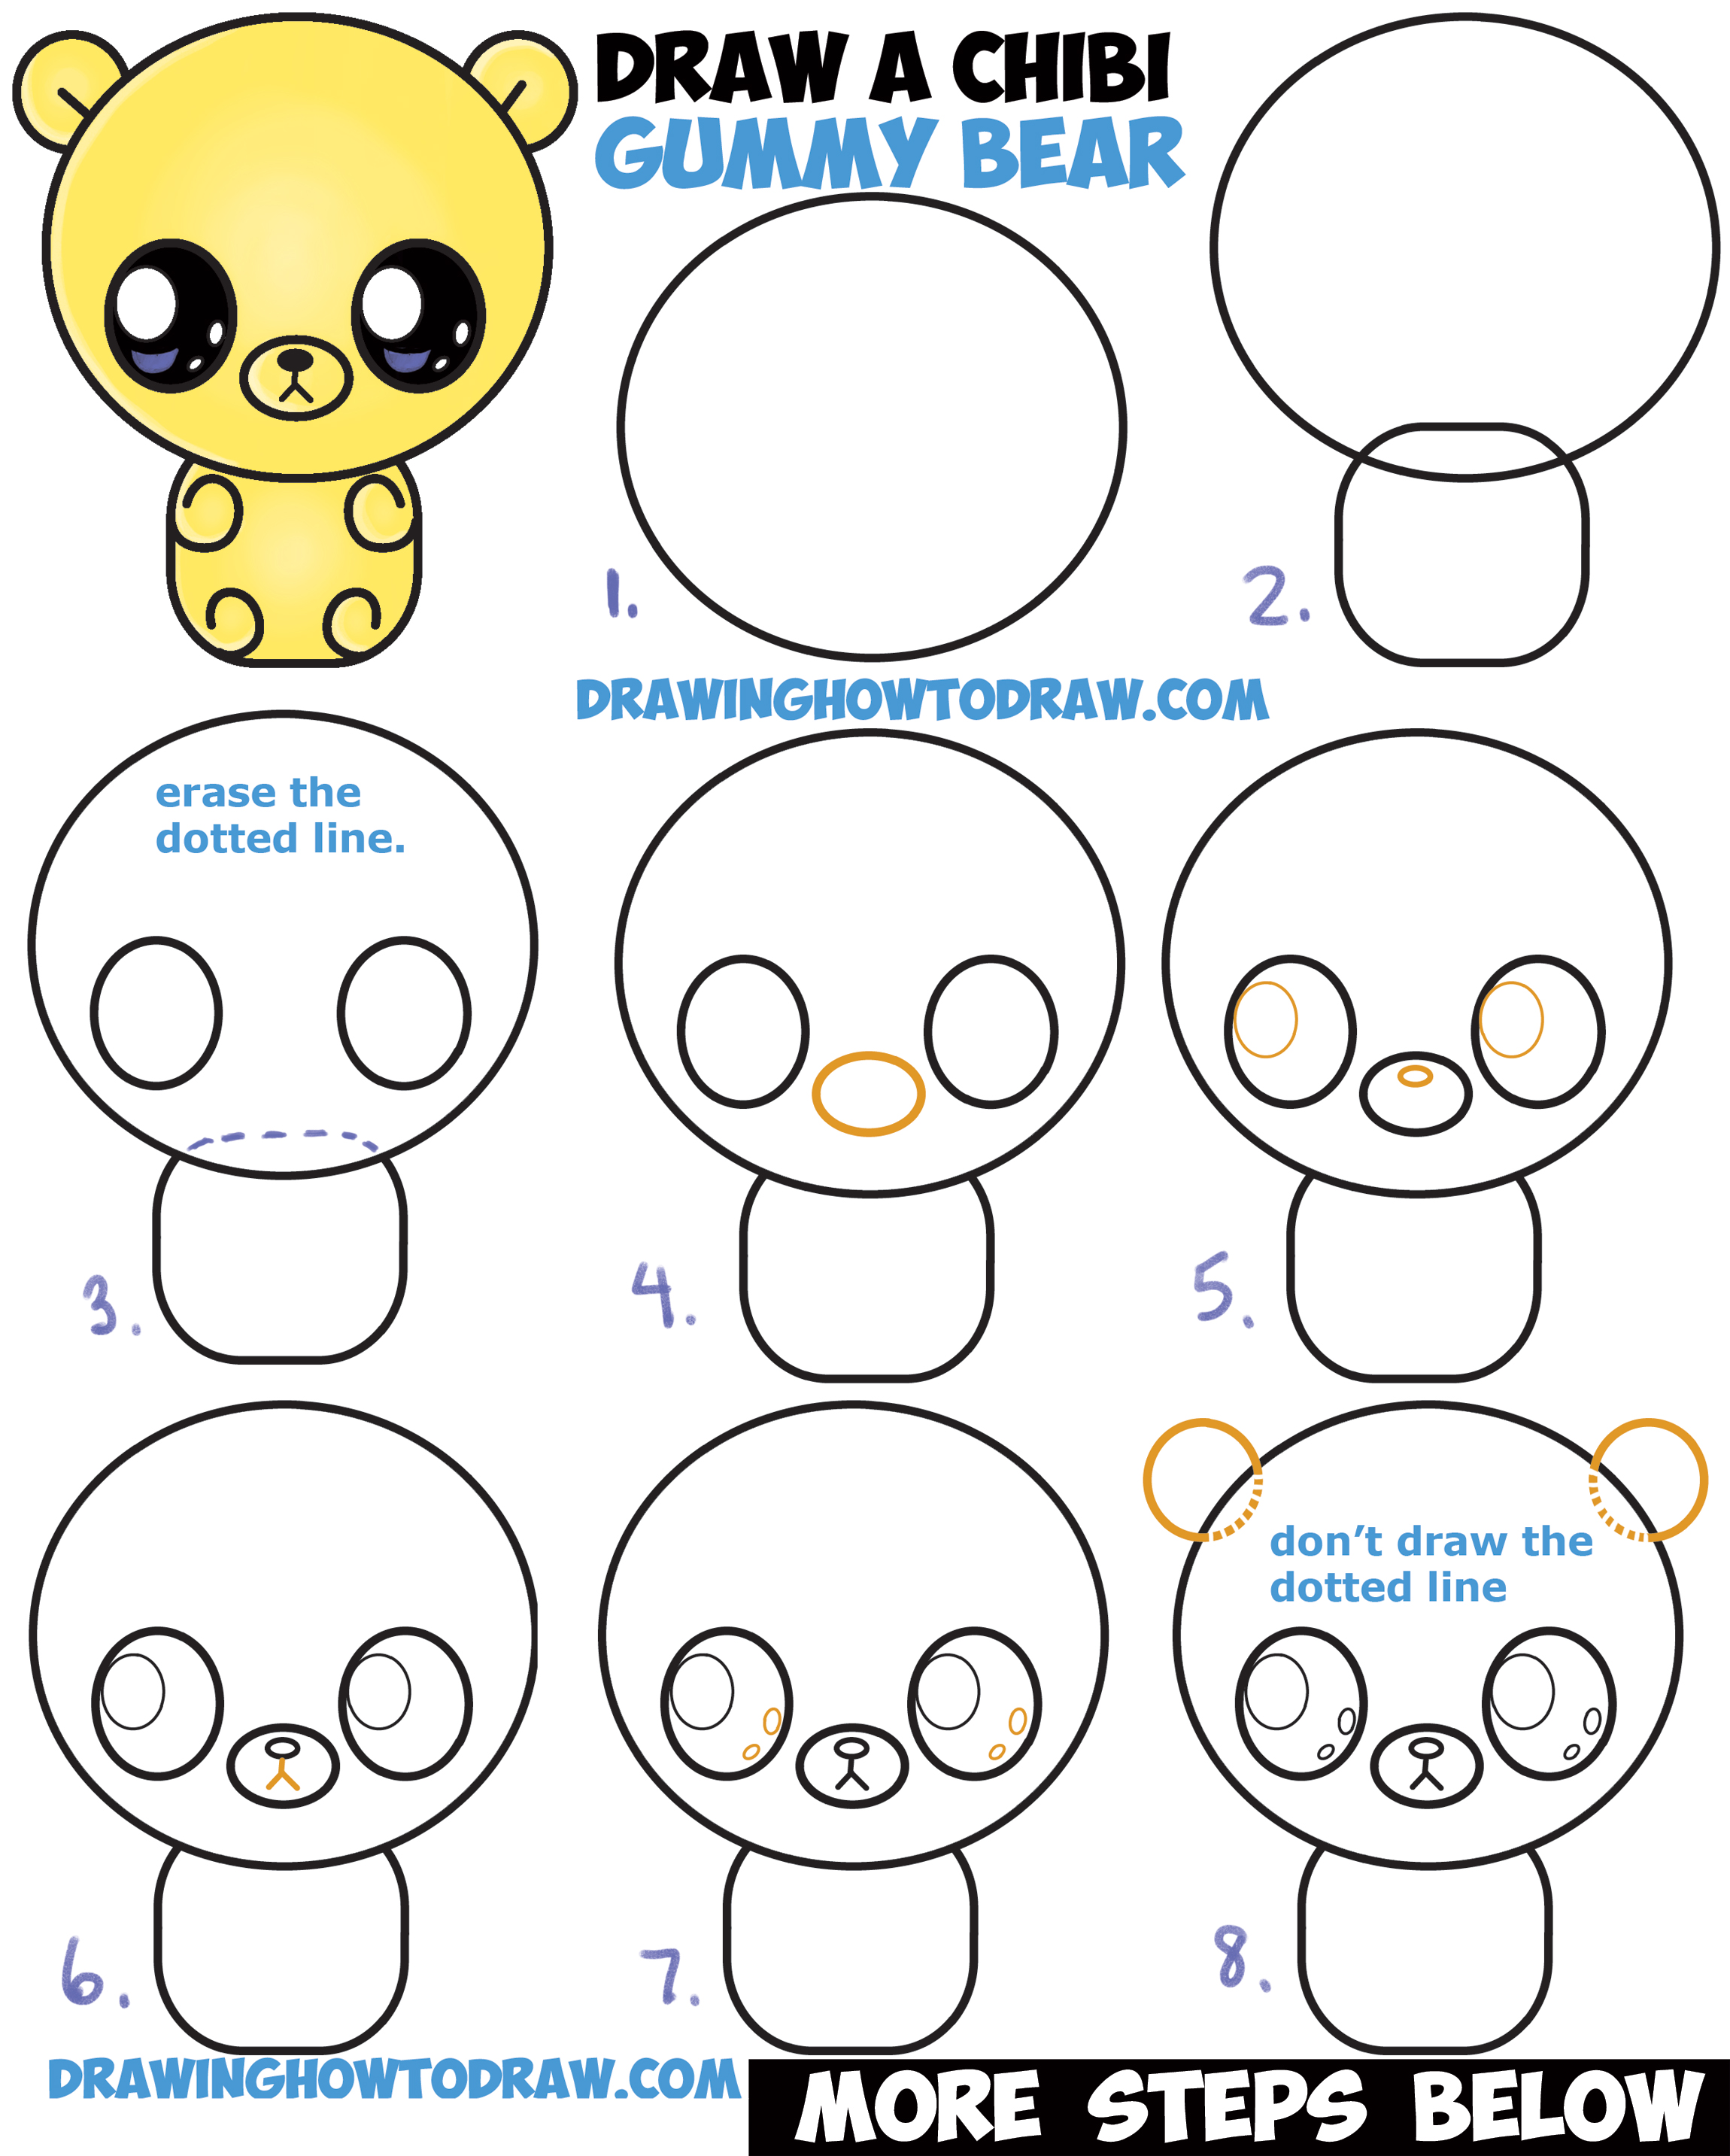 DRAW A CHIBI
GUMMY BEAR
1.
2.
DRAWINGHOWTODRAW.COM
erase the
dotted line.
3.
4.
5.
don't draw the
dotted line
6.
7.
8.
DRAWINGHOWTODRAW.COM
MORE STEPS BELOW